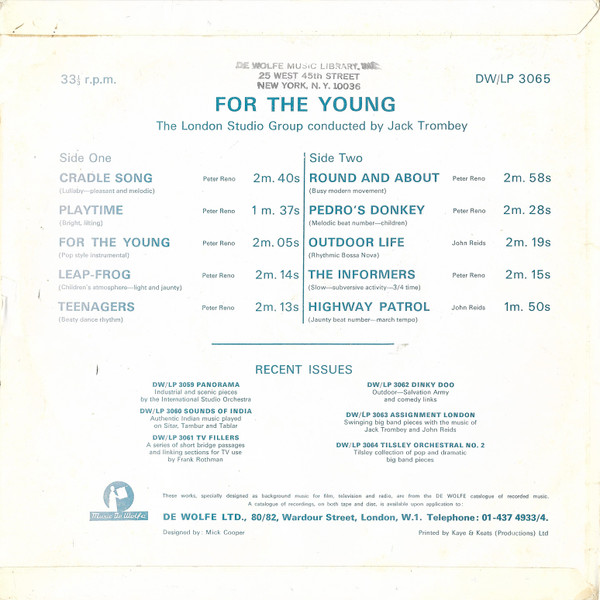 33⅓ r.p.m.
DE WOLFE MUSIC LIBRARY, INC.
25 WEST 45th STREET
NEW YORK, N.Y. 10036
DW/LP 3065
FOR THE YOUNG
The London Studio Group conducted by Jack Trombey
Side One
CRADLE SONG Peter Reno 2m. 40s
(Lullaby—pleasant and melodic)
PLAYTIME Peter Reno 1 m. 37s
(Bright, lilting)
FOR THE YOUNG Peter Reno 2m. 05s
(Pop style instrumental)
LEAP-FROG Peter Reno 2m. 14s
(Children's atmosphere—light and jaunty)
TEENAGERS Peter Reno 2m. 13s
(Beaty dance rhythm)
Side Two
ROUND AND ABOUT Peter Reno 2m. 58s
(Busy modern movement)
PEDRO'S DONKEY Peter Reno 2m. 28s
(Melodic beat number—children)
OUTDOOR LIFE John Reids 2m. 19s
(Rhythmic Bossa Nova)
THE INFORMERS Peter Reno 2m. 15s
(Slow—subversive activity—3/4 time)
HIGHWAY PATROL John Reids 1m. 50s
(Jaunty beat number—march tempo)
RECENT ISSUES
DW/LP 3059 PANORAMA
Industrial and scenic pieces
by the International Studio Orchestra
DW/LP 3060 SOUNDS OF INDIA
Authentic Indian music played
on Sitar, Tambur and Tablar
DW/LP 3061 TV FILLERS
A series of short bridge passages
and linking sections for TV use
by Frank Rothman
DW/LP 3062 DINKY DOO
Outdoor—Salvation Army
and comedy links
DW/LP 3063 ASSIGNMENT LONDON
Swinging big band pieces with the music of
Jack Trombey and John Reids
DW/LP 3064 TILSLEY ORCHESTRAL NO. 2
Tilsley collection of pop and dramatic
big band pieces
Music De Wolfe
These works, specially designed as background music for film, television and radio, are from the DE WOLFE catalogue of recorded music.
A catalogue of recordings, on both tape and disc, is available upon application to:
DE WOLFE LTD., 80/82, Wardour Street, London, W.1. Telephone: 01-437 4933/4.
Designed by: Mick Cooper
Printed by Kaye & Keats (Productions) Ltd